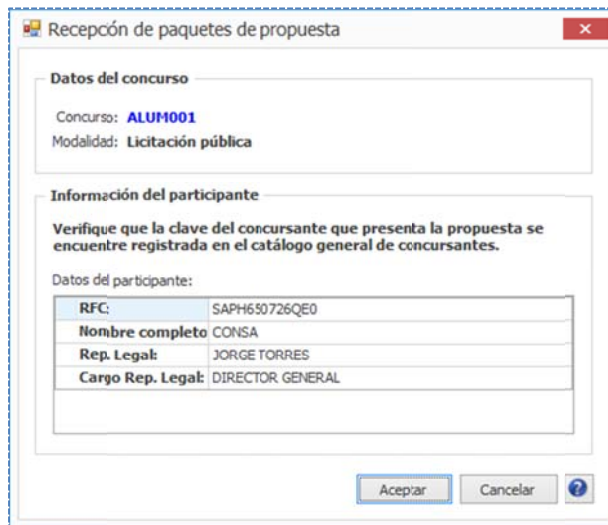 Recepción de paquetes de propuesta
Datos del concurso
Concurso: ALUM001
Modalidad: Licitación pública
Información del participante
Verifique que la clave del concursante que presenta la propuesta se
encuentre registrada en el catálogo general de concursantes.
Datos del participante:
RFC: SAPH650726QE0
Nombre completo CONSA
Rep. Legal: JORGE TORRES
Cargo Rep. Legal: DIRECTOR GENERAL
Aceptar Cancelar ?